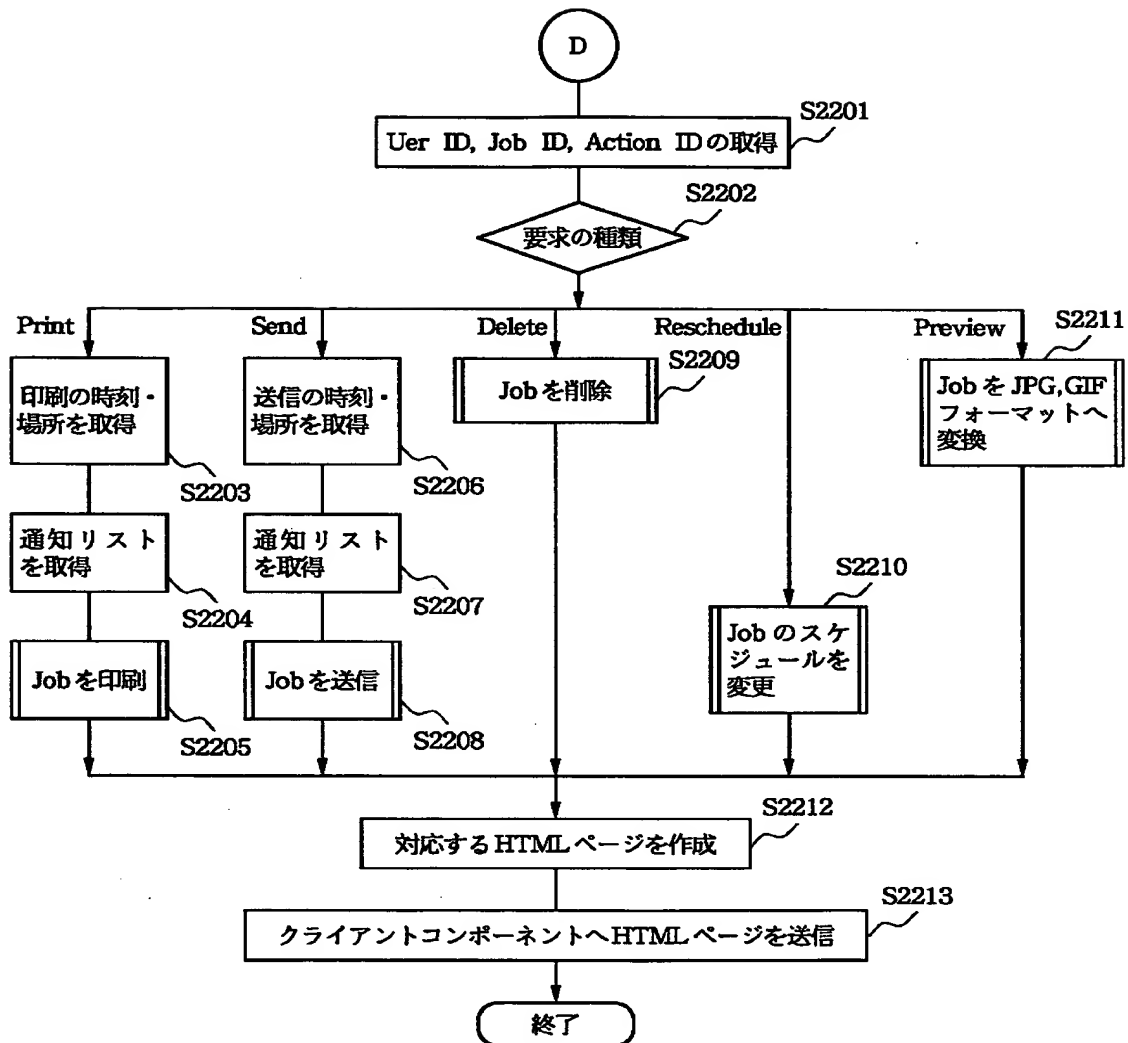 D
S2201
Uer ID, Job ID, Action IDの取得
S2202
要求の種類
Print
Send
Delete
Reschedule
Preview
S2211
S2209
印刷の時刻・
場所を取得
送信の時刻・
場所を取得
Jobを削除
JobをJPG,GIF
フォーマットへ
変換
S2203
S2206
通知リスト
を取得
通知リスト
を取得
S2210
S2204
S2207
Jobを印刷
Jobを送信
Jobのスケ
ジュールを
変更
S2205
S2208
S2212
対応するHTMLページを作成
S2213
クライアントコンポーネントへHTMLページを送信
終了